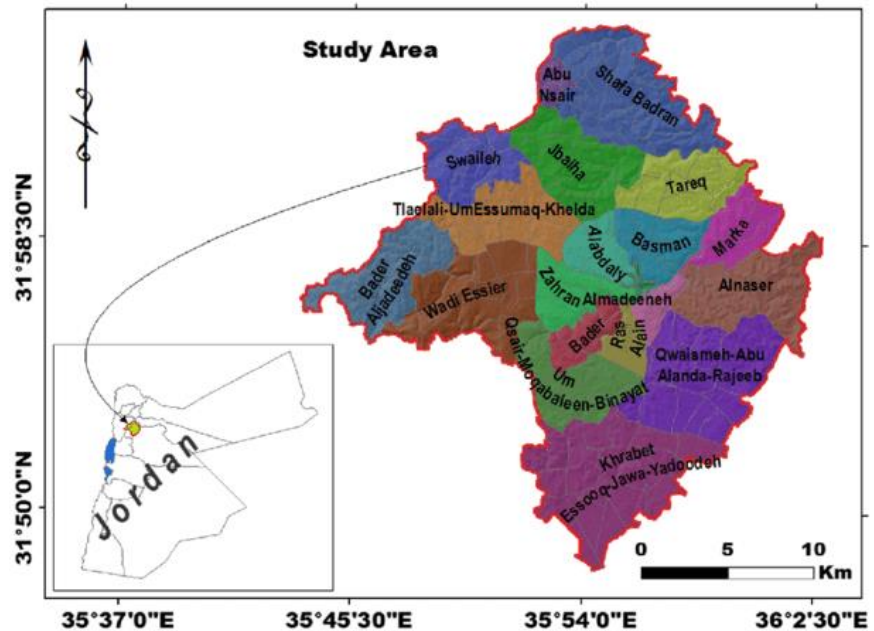 Study Area
Abu
Nsair
Shafa Badran
Swaileh
Jbaiha
Tareq
Tlaelali-UmEssumaq-Khelda
Marka
Basman
Alabdaly
Bader
Aljadeedeh
Wadi Essier
Zahran
Almadeeneh
Alnaser
Bader
Ras
Alain
Qwaismeh-Abu
Alanda-Rajeeb
Um
Qsair-Moqabaleen-Binayat
Khrabet
Essooq-Jawa-Yadoodeh
Jordan
0 5 10
Km
31°58'30"N
31°50'0"N
35°37'0"E 35°45'30"E 35°54'0"E 36°2'30"E